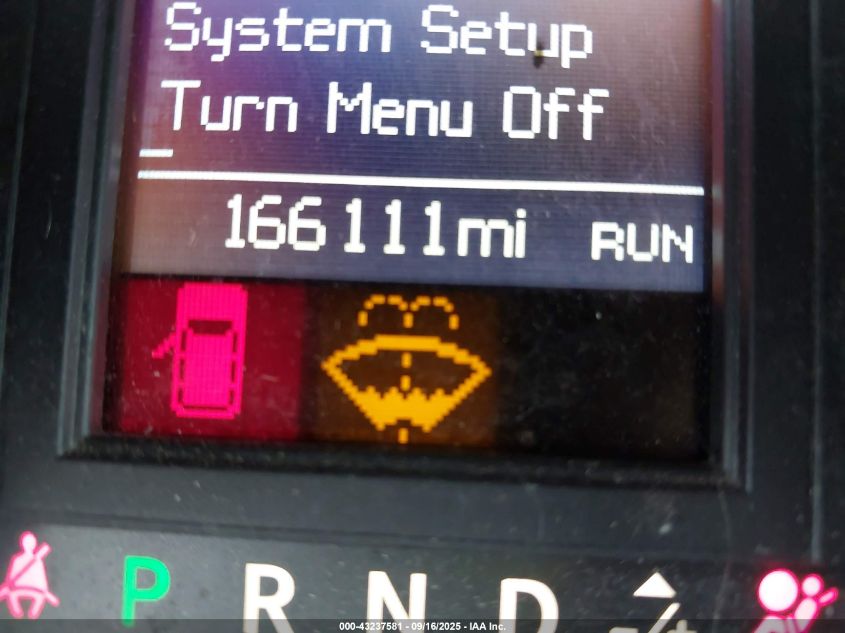 System Setup
Turn Menu Off
166111mi RUN
P R N D
000-43237581 - 09/16/2025 - IAA Inc.